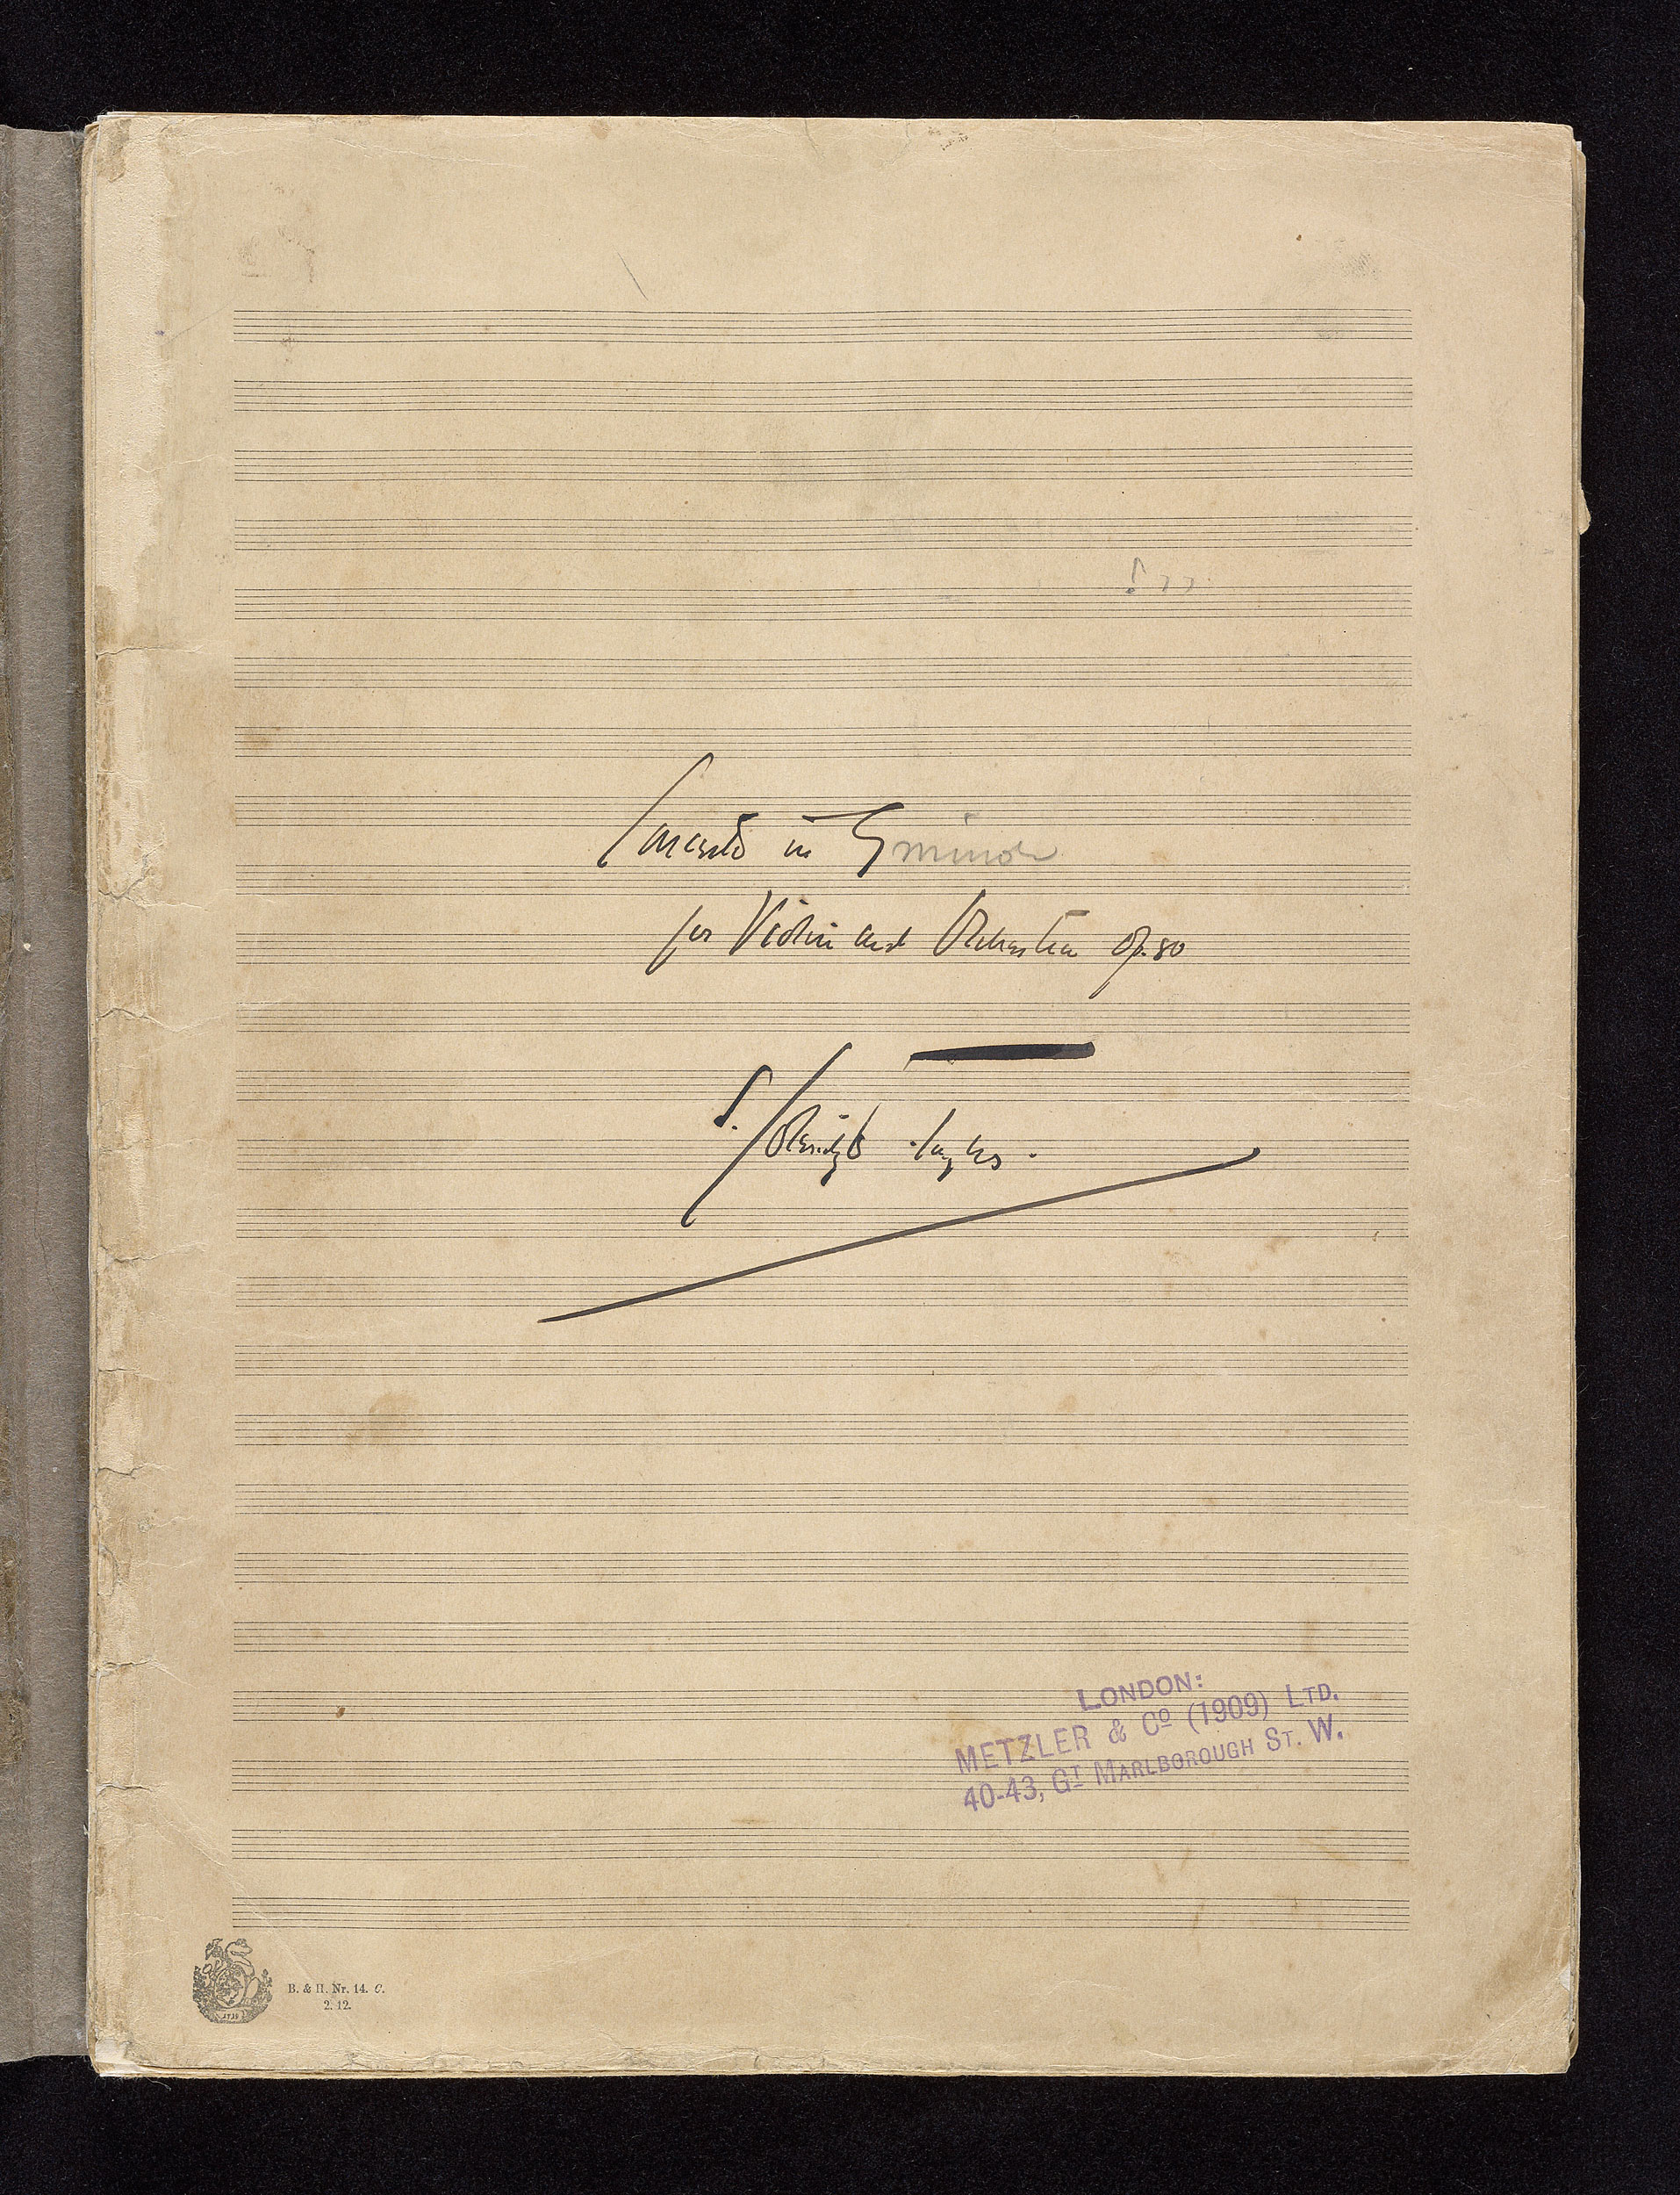 Concerto in G minor
for Violin and Orchestra Op. 80
S. Coleridge-Taylor.
LONDON:
METZLER & Cº (1909) LTD.
40-43, GT MARLBOROUGH ST. W.
B. & H. Nr. 14. C.
2. 12.